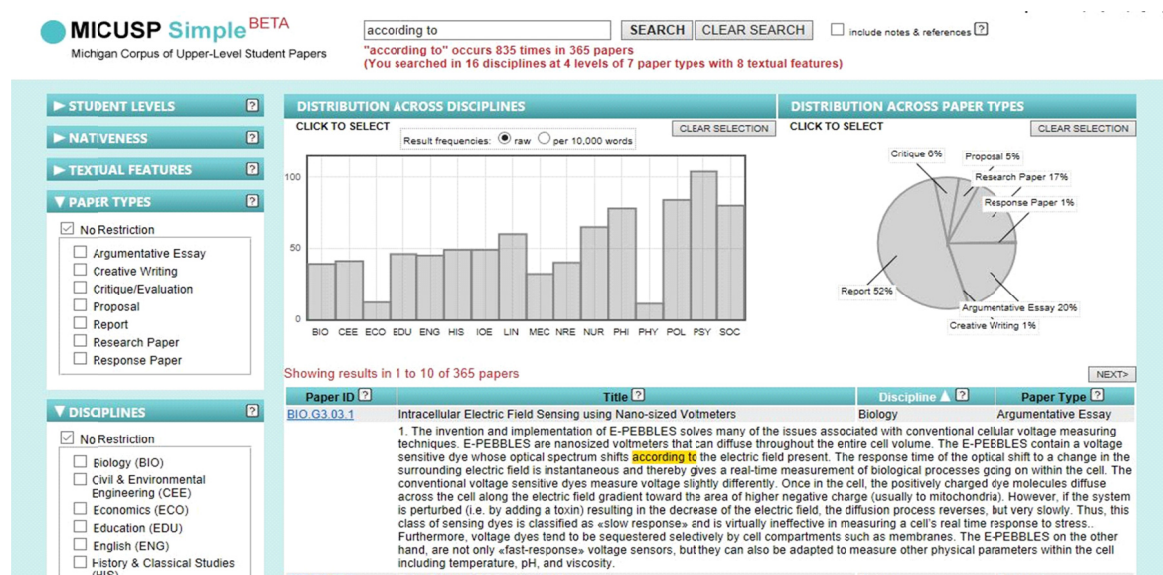 MICUSP Simple BETA
Michigan Corpus of Upper-Level Student Papers
according to
SEARCH
CLEAR SEARCH
include notes & references ?
"according to" occurs 835 times in 365 papers
(You searched in 16 disciplines at 4 levels of 7 paper types with 8 textual features)
STUDENT LEVELS ?
NATIVENESS ?
TEXTUAL FEATURES ?
PAPER TYPES ?
No Restriction
Argumentative Essay
Creative Writing
Critique/Evaluation
Proposal
Report
Research Paper
Response Paper
DISCIPLINES ?
No Restriction
Biology (BIO)
Civil & Environmental
Engineering (CEE)
Economics (ECO)
Education (EDU)
English (ENG)
History & Classical Studies
(HIS)
DISTRIBUTION ACROSS DISCIPLINES
CLICK TO SELECT
Result frequencies: raw per 10,000 words
CLEAR SELECTION
100
50
0
BIO CEE ECO EDU ENG HIS IOE LIN MEC NRE NUR PHI PHY POL PSY SOC
DISTRIBUTION ACROSS PAPER TYPES
CLICK TO SELECT
CLEAR SELECTION
Critique 6%
Proposal 5%
Research Paper 17%
Response Paper 1%
Report 52%
Argumentative Essay 20%
Creative Writing 1%
Showing results in 1 to 10 of 365 papers
NEXT>
Paper ID ? Title ? Discipline ? Paper Type ?
BIO.G3.03.1 Intracellular Electric Field Sensing using Nano-sized Votmeters Biology Argumentative Essay
1. The invention and implementation of E-PEBBLES solves many of the issues associated with conventional cellular voltage measuring
techniques. E-PEBBLES are nanosized voltmeters that can diffuse throughout the entire cell volume. The E-PEBBLES contain a voltage
sensitive dye whose optical spectrum shifts according to the electric field present. The response time of the optical shift to a change in the
surrounding electric field is instantaneous and thereby gives a real-time measurement of biological processes going on within the cell. The
conventional voltage sensitive dyes measure voltage slightly differently. Once in the cell, the positively charged dye molecules diffuse
across the cell along the electric field gradient toward the area of higher negative charge (usually to mitochondria). However, if the system
is perturbed (i.e. by adding a toxin) resulting in the decrease of the electric field, the diffusion process reverses, but very slowly. Thus, this
class of sensing dyes is classified as «slow response» and is virtually ineffective in measuring a cell's real time response to stress..
Furthermore, voltage dyes tend to be sequestered selectively by cell compartments such as membranes. The E-PEBBLES on the other
hand, are not only «fast-response» voltage sensors, but they can also be adapted to measure other physical parameters within the cell
including temperature, pH, and viscosity.